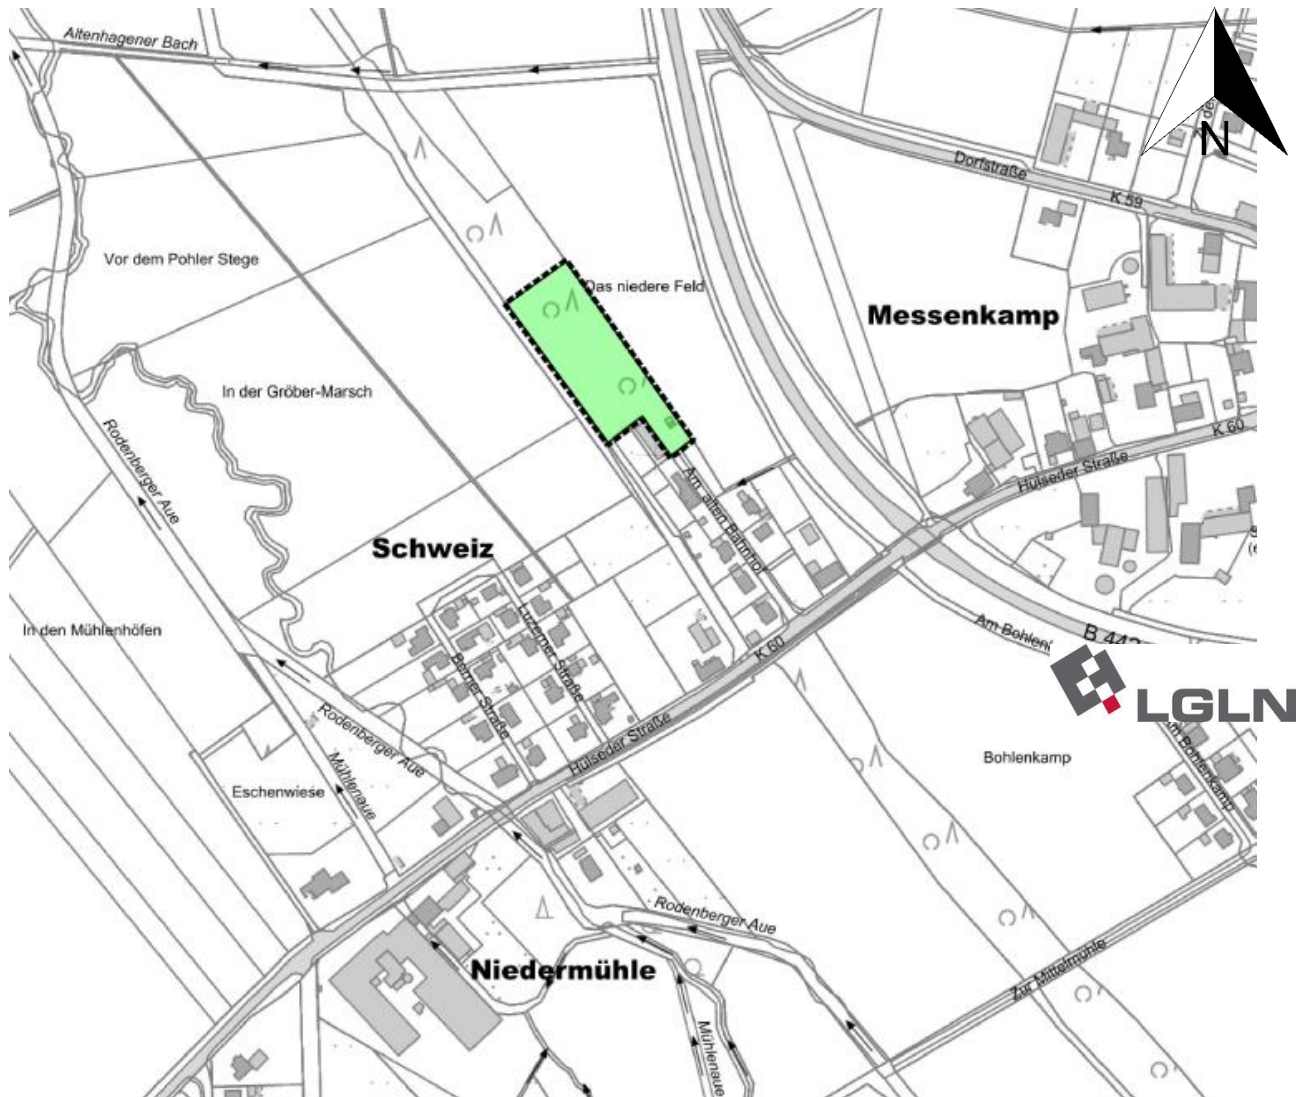 Altenhagener Bach
N
Dorfstraße
K 59
Vor dem Pohler Stege
Das niedere Feld
Messenkamp
In der Gröber-Marsch
K 60
Hülseder Straße
Rodenberger Aue
Am alten Bahnhof
Schweiz
In den Mühlenhöfen
Luzerner Straße
Berner Straße
K 60
Am Bohlen
B 442
LGLN
Rodenberger Aue
Hülseder Straße
Am Bohlenkamp
Mühlenaue
Eschenwiese
Bohlenkamp
Rodenberger Aue
Niedermühle
Zur Mittelmühle
Mühlenaue